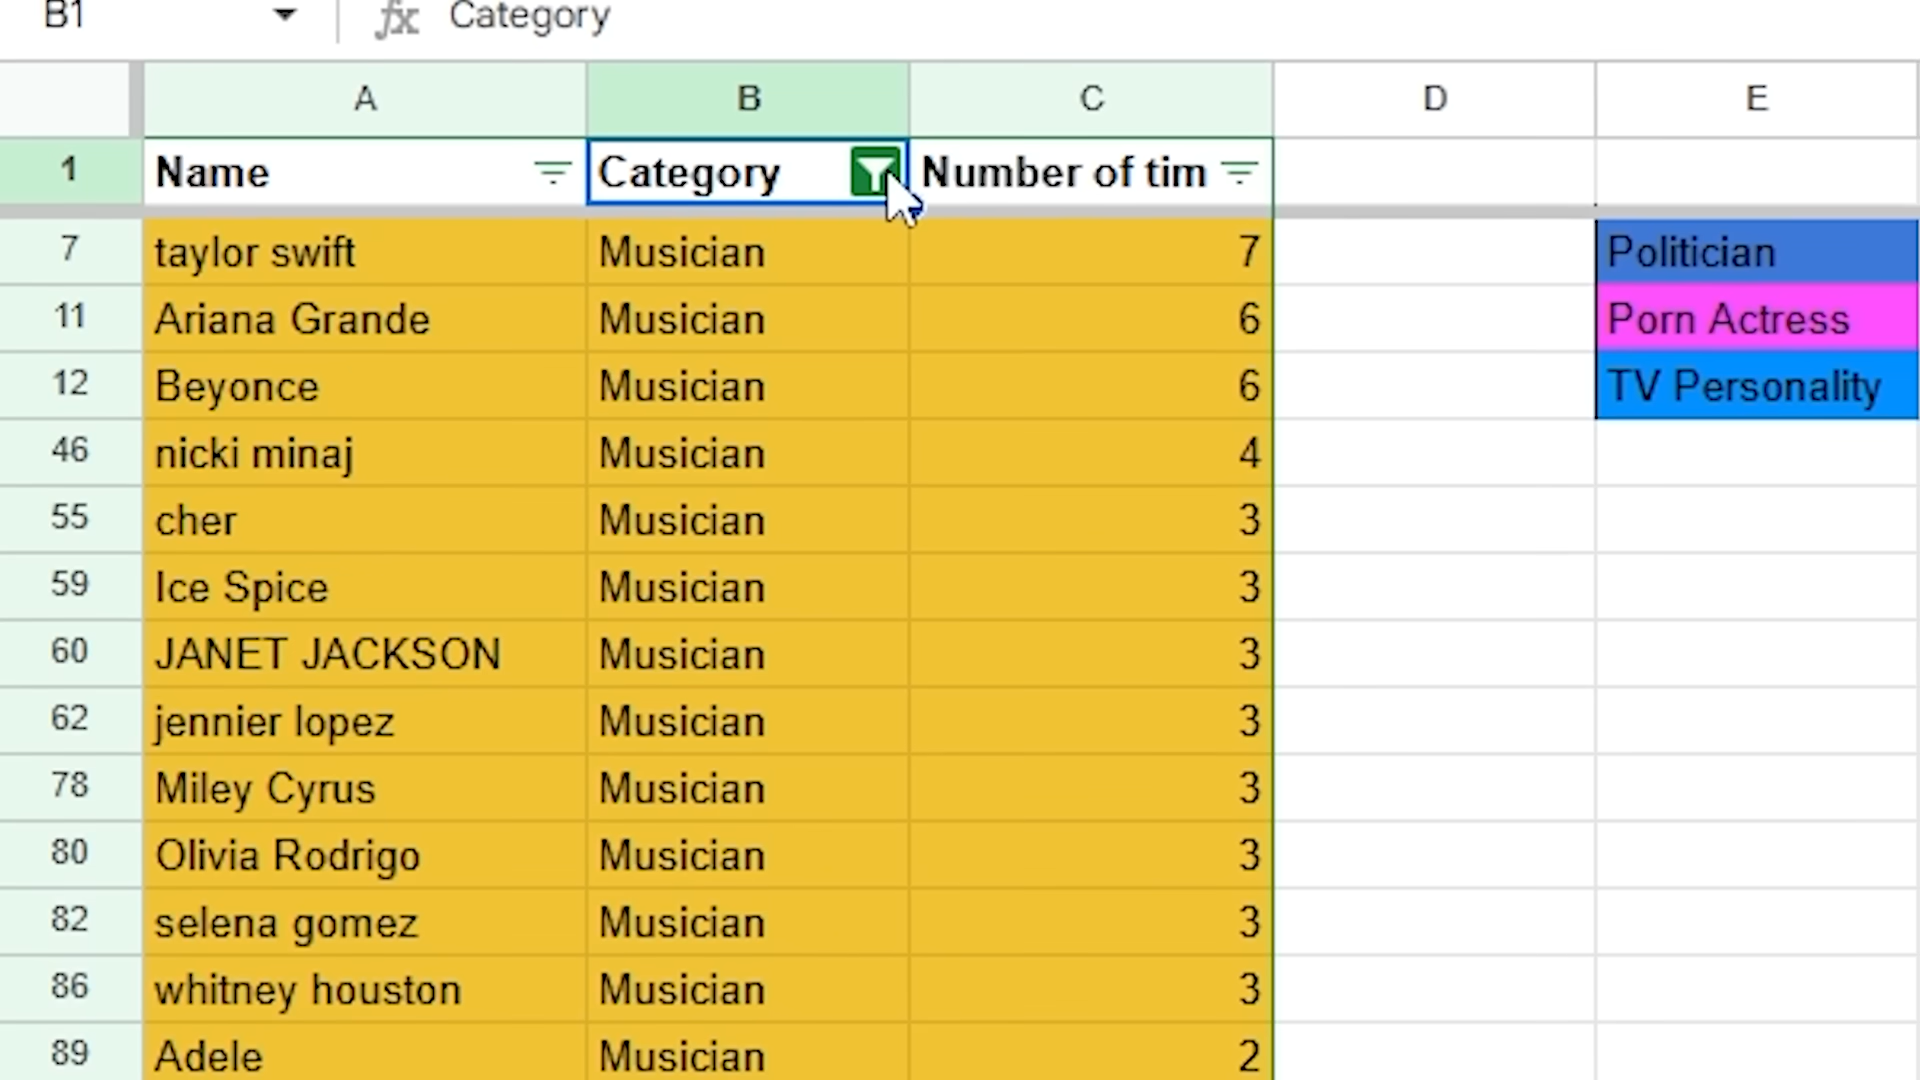 B1 fx Category
A B C D E
1 Name Category Number of tim
7 taylor swift Musician 7 Politician
11 Ariana Grande Musician 6 Porn Actress
12 Beyonce Musician 6 TV Personality
46 nicki minaj Musician 4
55 cher Musician 3
59 Ice Spice Musician 3
60 JANET JACKSON Musician 3
62 jennier lopez Musician 3
78 Miley Cyrus Musician 3
80 Olivia Rodrigo Musician 3
82 selena gomez Musician 3
86 whitney houston Musician 3
89 Adele Musician 2